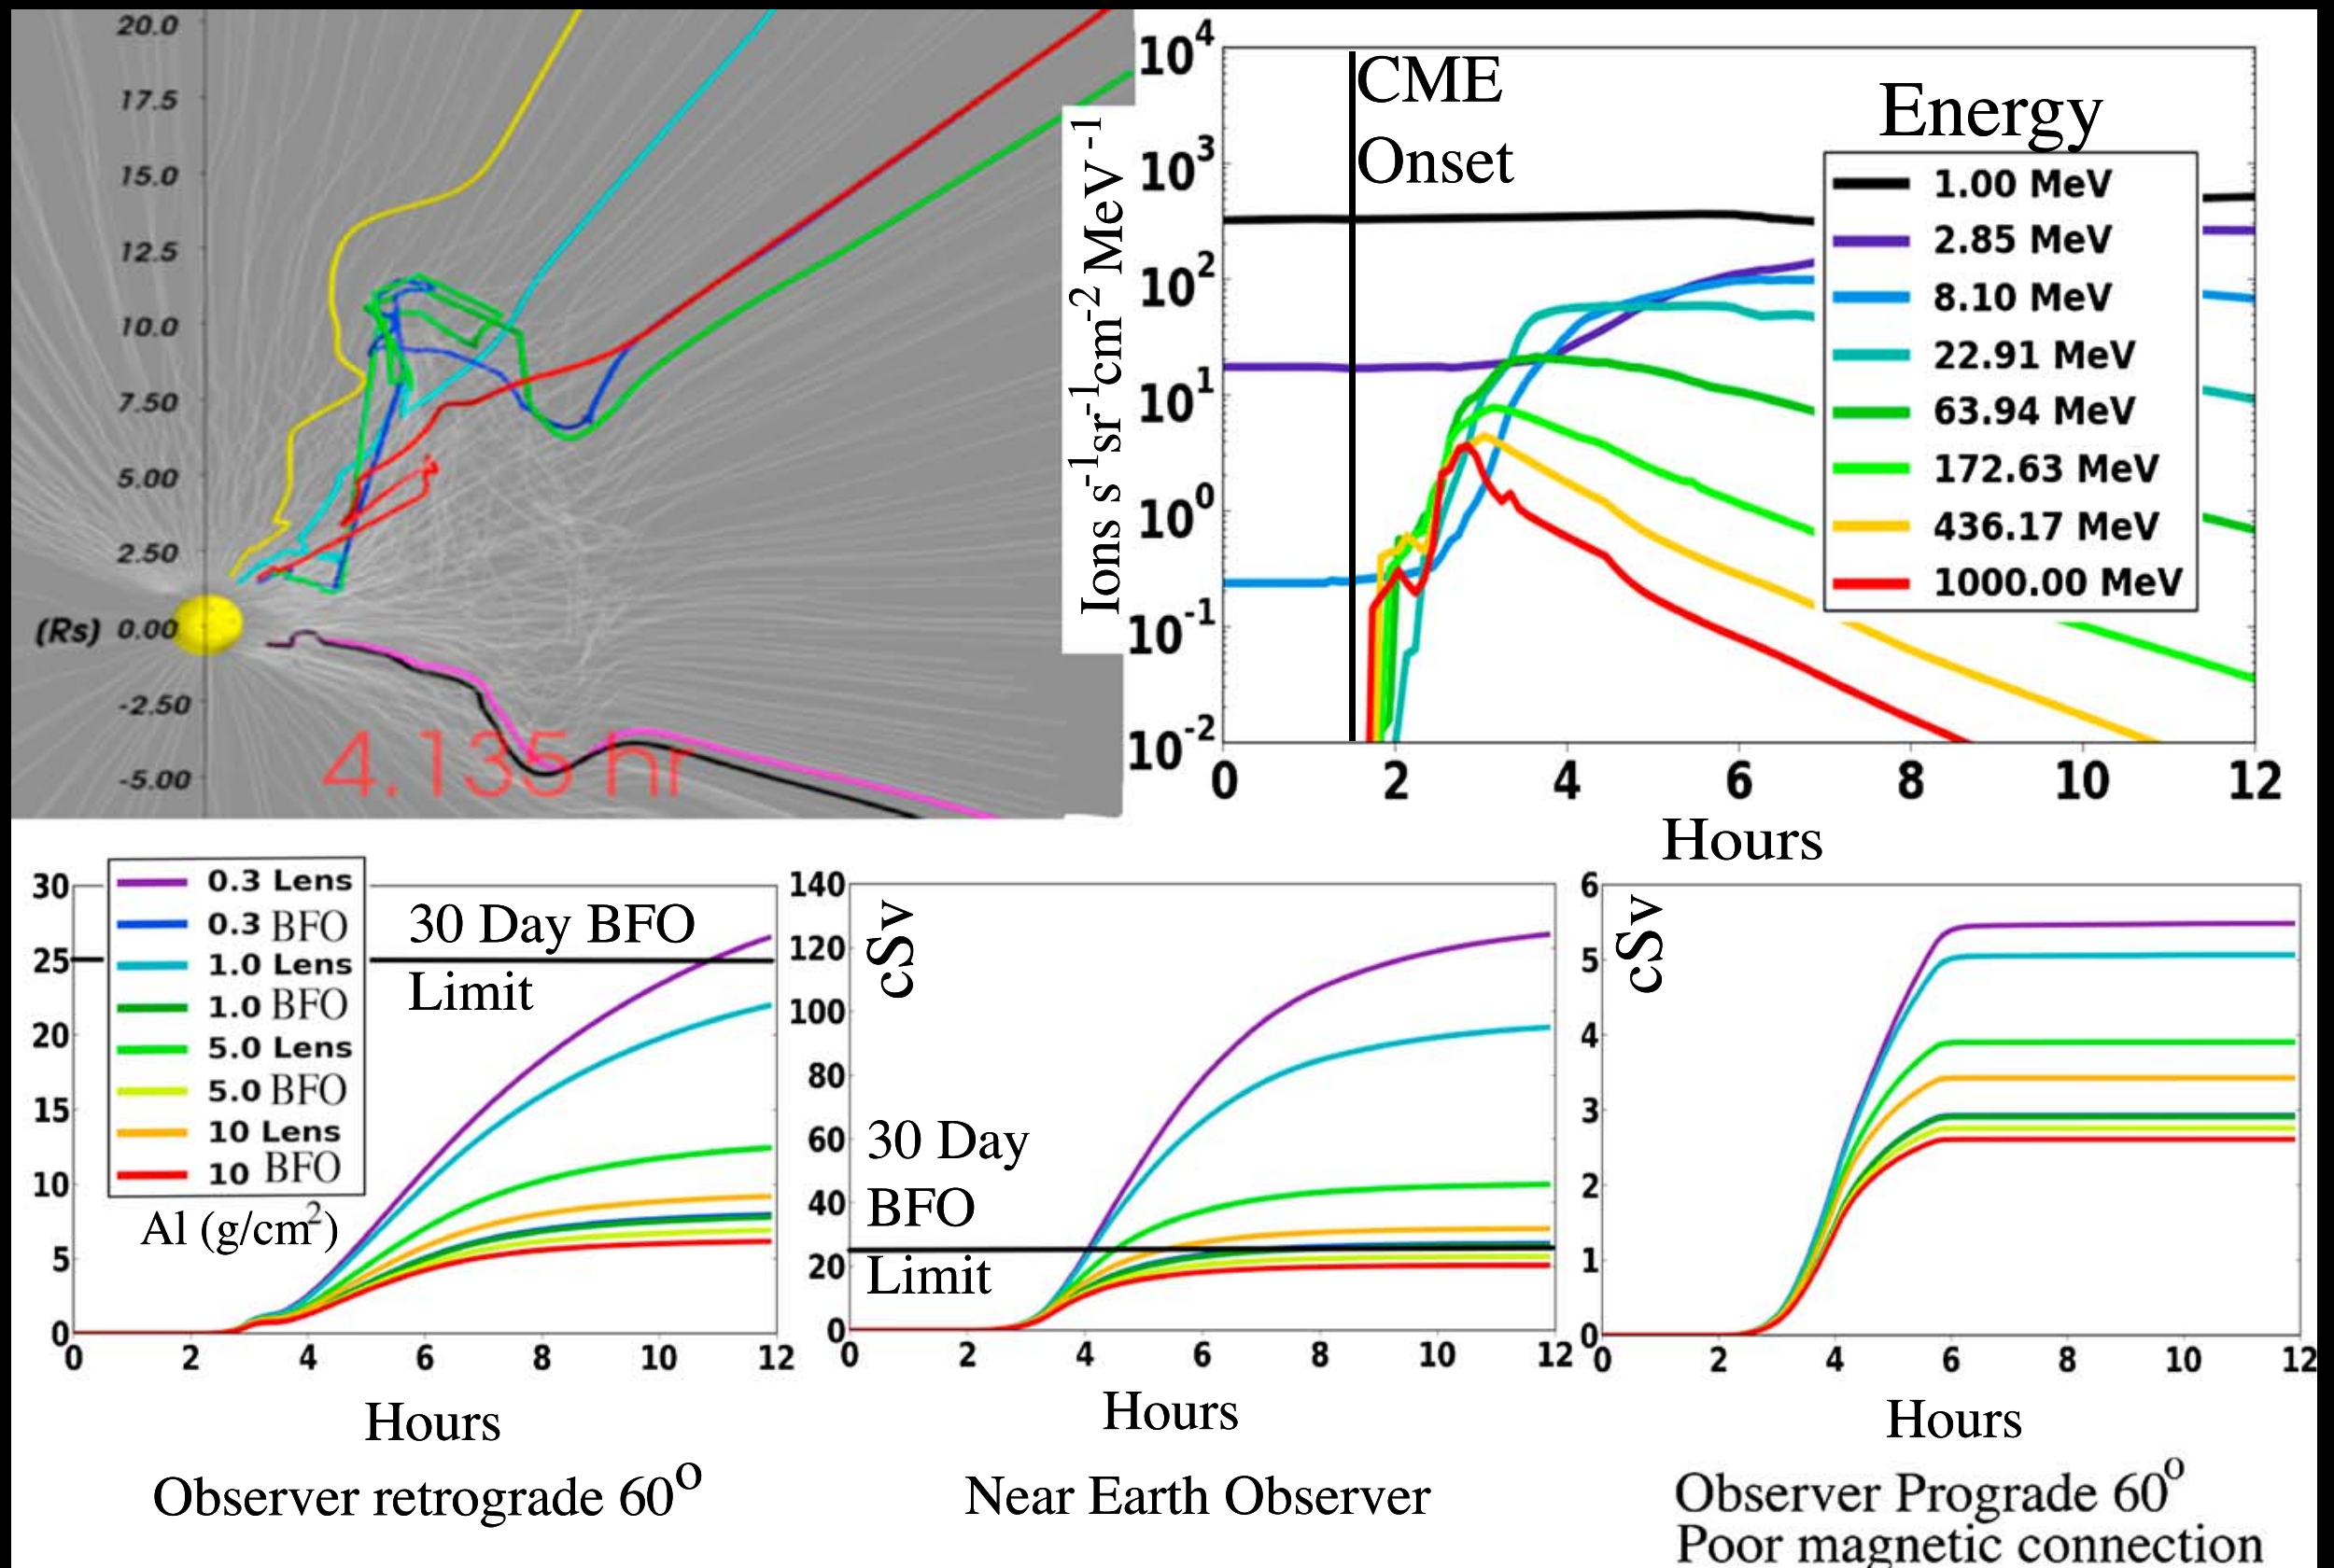 20.0
17.5
15.0
12.5
10.0
7.50
5.00
2.50
(Rs) 0.00
-2.50
-5.00
4.135 hr
10^4
10^3
10^2
10^1
10^0
10^-1
10^-2
Ions s^-1 sr^-1 cm^-2 MeV^-1
CME
Onset
Energy
1.00 MeV
2.85 MeV
8.10 MeV
22.91 MeV
63.94 MeV
172.63 MeV
436.17 MeV
1000.00 MeV
0 2 4 6 8 10 12
Hours
30
25
20
15
10
5
0
0.3 Lens
0.3 BFO
1.0 Lens
1.0 BFO
5.0 Lens
5.0 BFO
10 Lens
10 BFO
Al (g/cm^2)
30 Day BFO
Limit
0 2 4 6 8 10 12
Hours
Observer retrograde 60^o
140
120
100
80
60
40
20
0
cSv
30 Day
BFO
Limit
0 2 4 6 8 10 12
Hours
Near Earth Observer
6
5
4
3
2
1
0
cSv
0 2 4 6 8 10 12
Hours
Observer Prograde 60^o
Poor magnetic connection